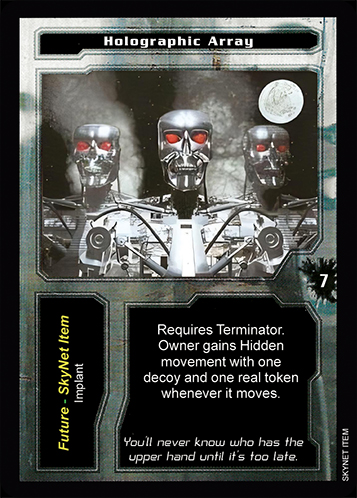 Holographic Array
7
Future - SkyNet Item
Implant
Requires Terminator.
Owner gains Hidden
movement with one
decoy and one real token
whenever it moves.
You'll never know who has the
upper hand until it's too late.
SKYNET ITEM